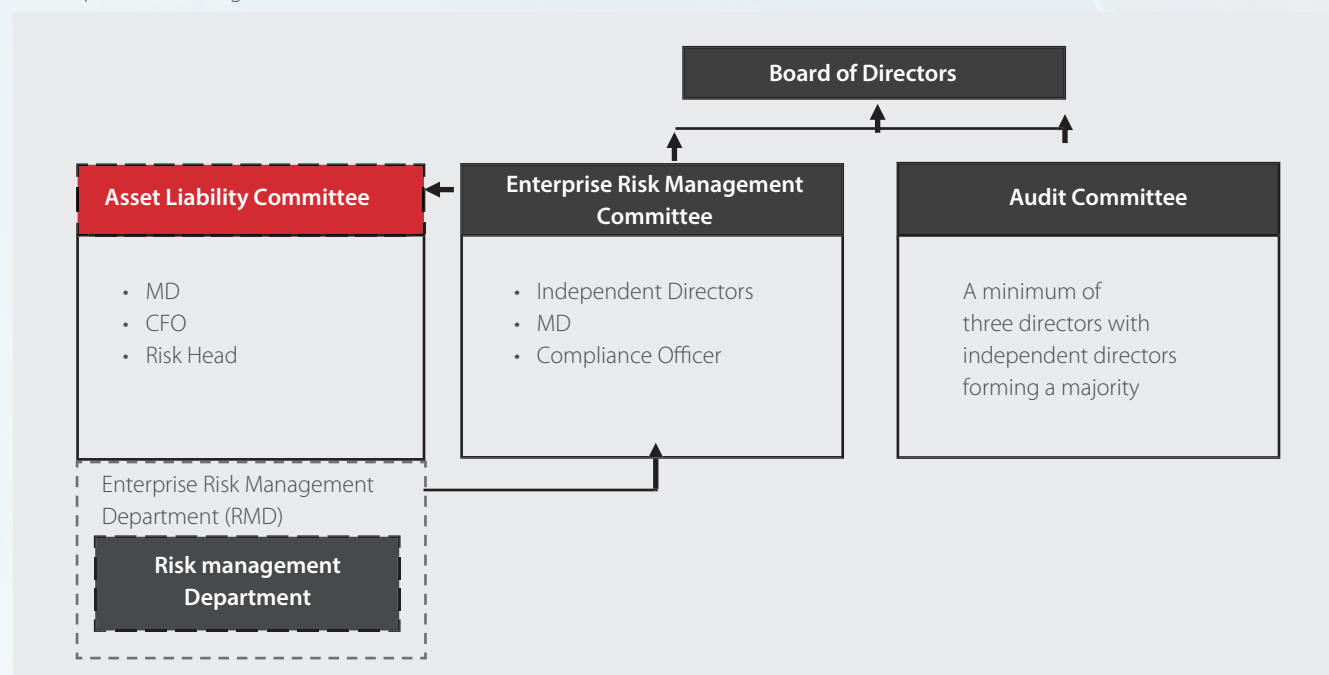 Board of Directors
Asset Liability Committee
• MD
• CFO
• Risk Head
Enterprise Risk Management
Committee
• Independent Directors
• MD
• Compliance Officer
Audit Committee
A minimum of
three directors with
independent directors
forming a majority
Enterprise Risk Management
Department (RMD)
Risk management
Department